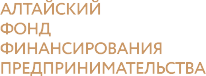 АЛТАЙСКИЙ
ФОНД
ФИНАНСИРОВАНИЯ
ПРЕДПРИНИМАТЕЛЬСТВА